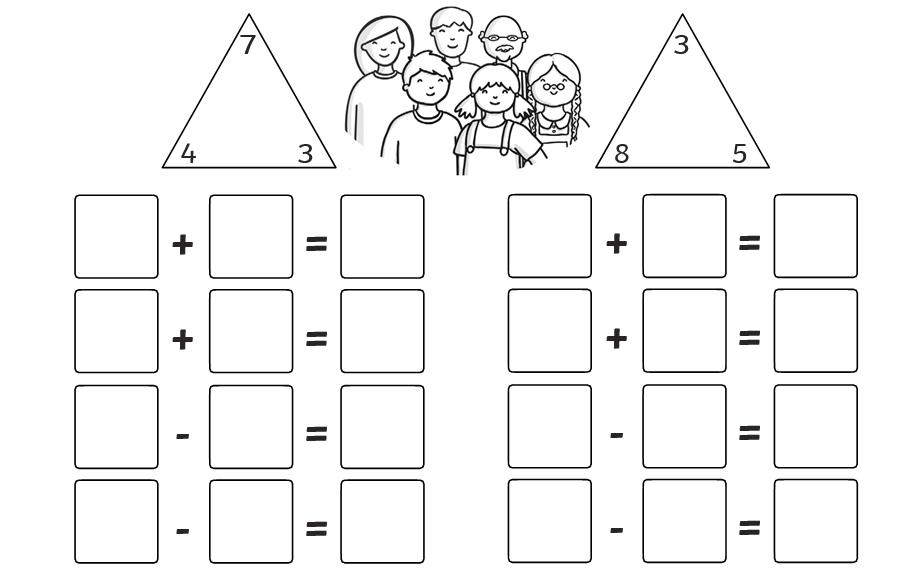 7 3
4 3 8 5
+ = + =
+ = + =
- = - =
- = - =